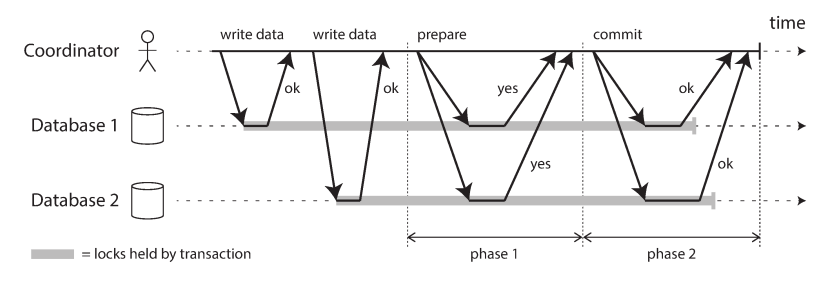 time
write data write data prepare commit
Coordinator
ok ok yes ok
Database 1
yes ok
Database 2
= locks held by transaction
phase 1 phase 2